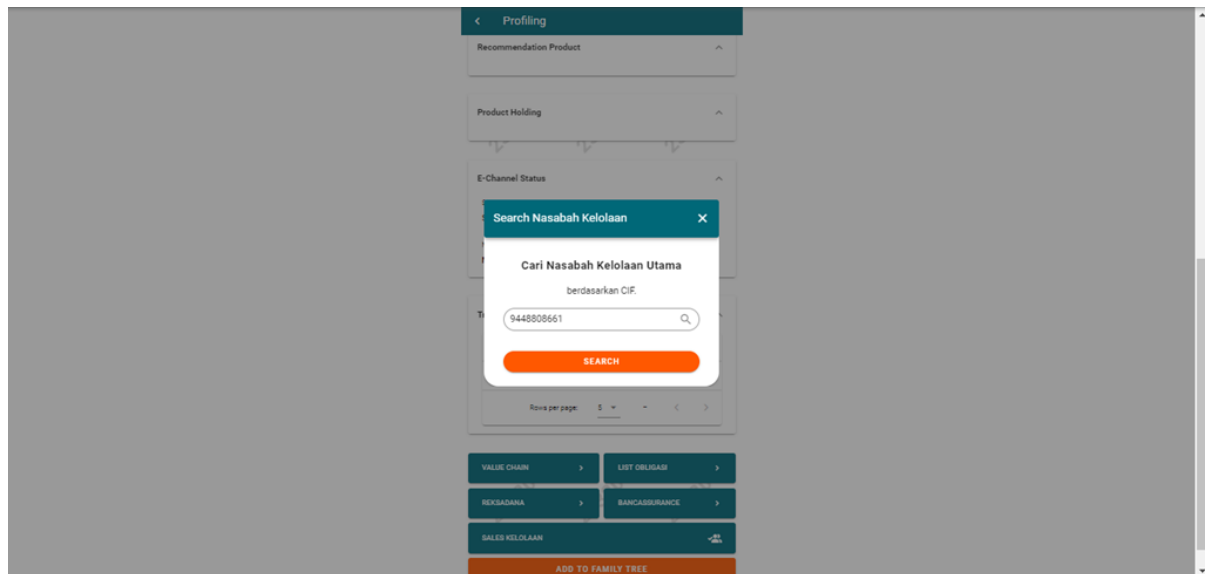 Profiling
Recommendation Product
Product Holding
E-Channel Status
Search Nasabah Kelolaan
Cari Nasabah Kelolaan Utama
berdasarkan CIF.
9448808661
SEARCH
Rows per page: 5 -
VALUE CHAIN
LIST OBLIGASI
REKSADANA
BANCASSURANCE
SALES KELOLAAN
ADD TO FAMILY TREE